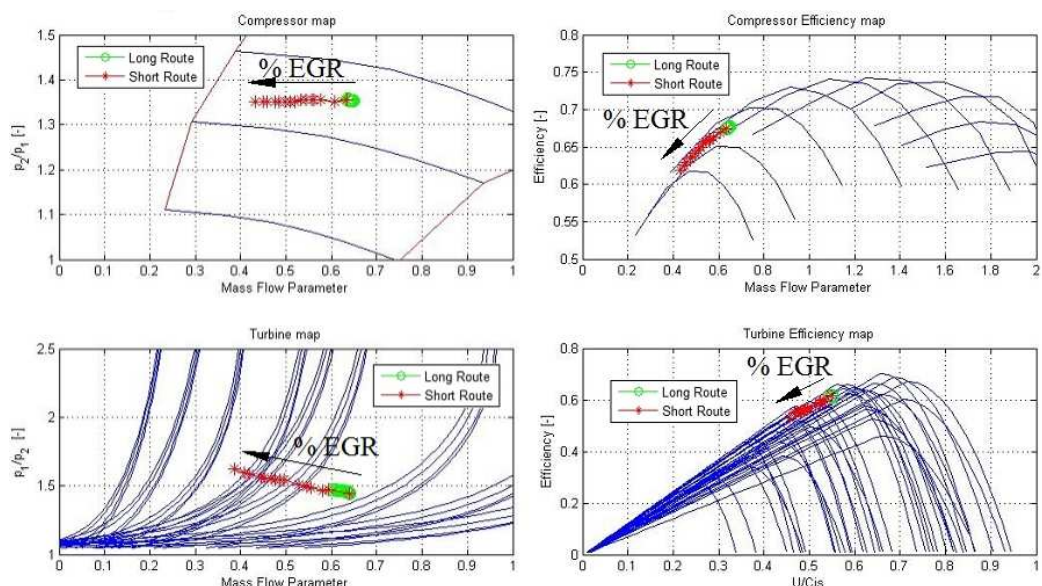 Compressor map
1.5
1.4
1.3
1.2
1.1
1
p2/p1 [-]
Long Route
Short Route
% EGR
0 0.1 0.2 0.3 0.4 0.5 0.6 0.7 0.8 0.9 1
Mass Flow Parameter
Compressor Efficiency map
0.8
0.75
0.7
0.65
0.6
0.55
0.5
Efficiency [-]
Long Route
Short Route
% EGR
0 0.2 0.4 0.6 0.8 1 1.2 1.4 1.6 1.8 2
Mass Flow Parameter
Turbine map
2.5
2
1.5
1
p1/p2 [-]
Long Route
Short Route
% EGR
0 0.1 0.2 0.3 0.4 0.5 0.6 0.7 0.8 0.9 1
Mass Flow Parameter
Turbine Efficiency map
0.8
0.6
0.4
0.2
0
Efficiency [-]
Long Route
Short Route
% EGR
0 0.1 0.2 0.3 0.4 0.5 0.6 0.7 0.8 0.9 1
U/Cis